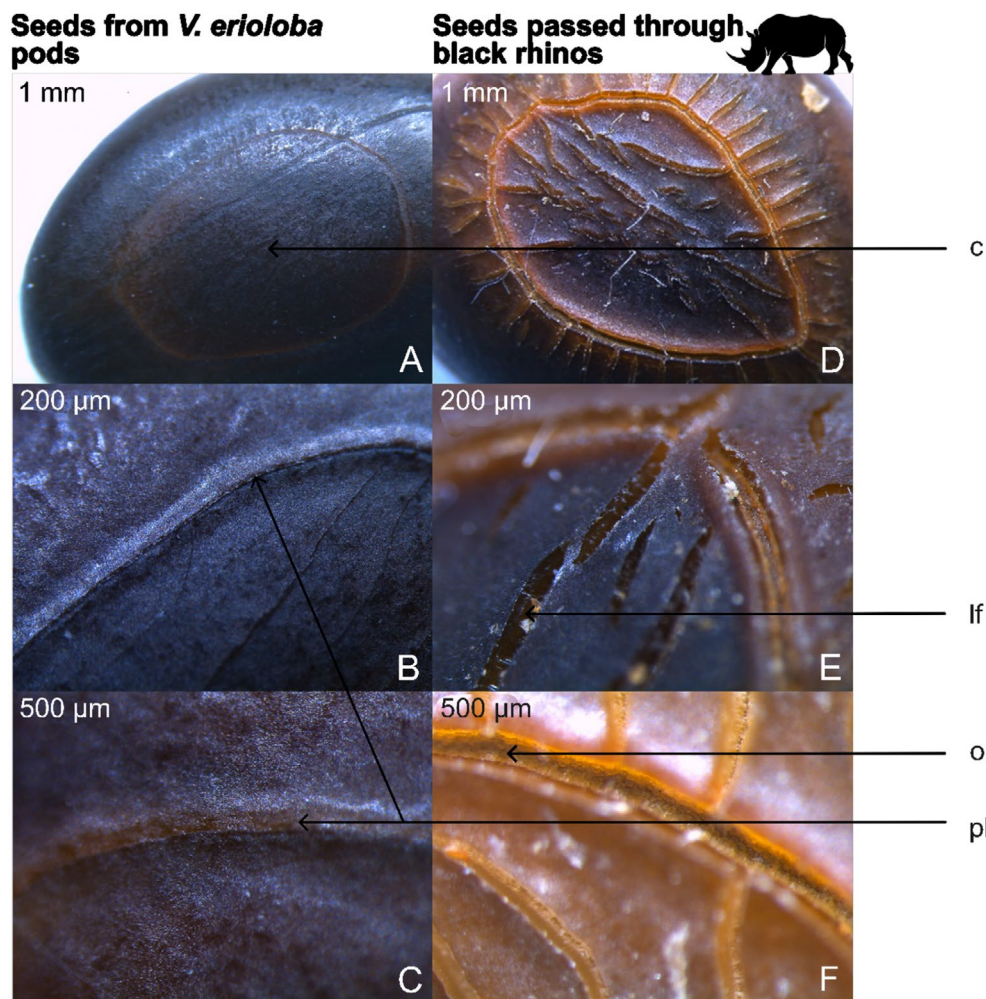 Seeds from V. erioloba
pods
Seeds passed through
black rhinos
1 mm
1 mm
c
A
D
200 µm
200 µm
lf
B
E
500 µm
500 µm
o
pl
C
F